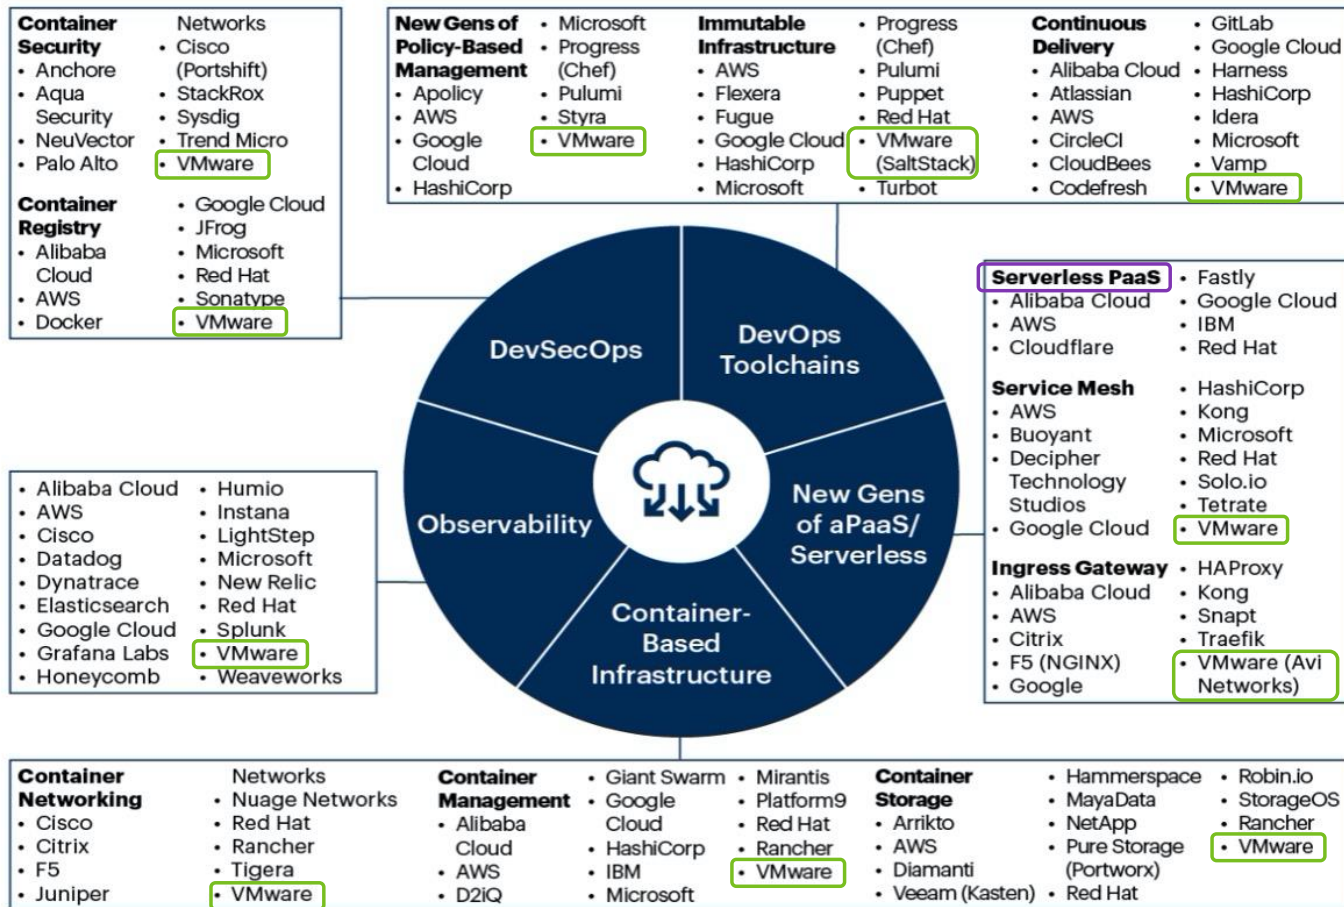 Container
Security
• Anchore
• Aqua
Security
• NeuVector
• Palo Alto
Networks
• Cisco
(Portshift)
• StackRox
• Sysdig
• Trend Micro
• VMware
Container
Registry
• Alibaba
Cloud
• AWS
• Docker
• Google Cloud
• JFrog
• Microsoft
• Red Hat
• Sonatype
• VMware
New Gens of
Policy-Based
Management
• Apolicy
• AWS
• Google
Cloud
• HashiCorp
• Microsoft
• Progress
(Chef)
• Pulumi
• Styra
• VMware
Immutable
Infrastructure
• AWS
• Flexera
• Fugue
• Google Cloud
• HashiCorp
• Microsoft
• Progress
(Chef)
• Pulumi
• Puppet
• Red Hat
• VMware
(SaltStack)
• Turbot
Continuous
Delivery
• Alibaba Cloud
• Atlassian
• AWS
• CircleCI
• CloudBees
• Codefresh
• GitLab
• Google Cloud
• Harness
• HashiCorp
• Idera
• Microsoft
• Vamp
• VMware
DevSecOps
DevOps
Toolchains
Observability
New Gens
of aPaaS/
Serverless
Container-
Based
Infrastructure
Serverless PaaS
• Alibaba Cloud
• AWS
• Cloudflare
• Fastly
• Google Cloud
• IBM
• Red Hat
Service Mesh
• AWS
• Buoyant
• Decipher
Technology
Studios
• Google Cloud
• HashiCorp
• Kong
• Microsoft
• Red Hat
• Solo.io
• Tetrate
• VMware
Ingress Gateway
• Alibaba Cloud
• AWS
• Citrix
• F5 (NGINX)
• Google
• HAProxy
• Kong
• Snapt
• Traefik
• VMware (Avi
Networks)
• Alibaba Cloud
• AWS
• Cisco
• Datadog
• Dynatrace
• Elasticsearch
• Google Cloud
• Grafana Labs
• Honeycomb
• Humio
• Instana
• LightStep
• Microsoft
• New Relic
• Red Hat
• Splunk
• VMware
• Weaveworks
Container
Networking
• Cisco
• Citrix
• F5
• Juniper
Networks
• Nuage Networks
• Red Hat
• Rancher
• Tigera
• VMware
Container
Management
• Alibaba
Cloud
• AWS
• D2iQ
• Giant Swarm
• Google
Cloud
• HashiCorp
• IBM
• Microsoft
• Mirantis
• Platform9
• Red Hat
• Rancher
• VMware
Container
Storage
• Arrikto
• AWS
• Diamanti
• Veeam (Kasten)
• Hammerspace
• MayaData
• NetApp
• Pure Storage
(Portworx)
• Red Hat
• Robin.io
• StorageOS
• Rancher
• VMware